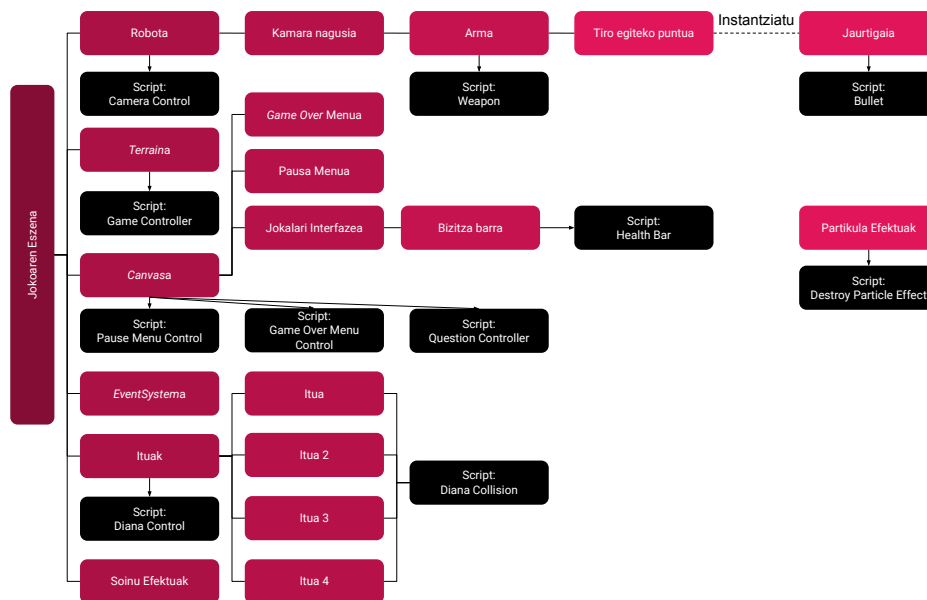 Robota
Kamara nagusia
Arma
Tiro egiteko puntua
Instantziatu
Jaurtigaia
Script:
Camera Control
Script:
Weapon
Script:
Bullet
Jokoaren Eszena
Game Over Menua
Terraina
Pausa Menua
Script:
Game Controller
Jokalari Interfazea
Bizitza barra
Script:
Health Bar
Partikula Efektuak
Canvasa
Script:
Destroy Particle Effect
Script:
Pause Menu Control
Script:
Game Over Menu
Control
Script:
Question Controller
EventSystema
Itua
Ituak
Itua 2
Script:
Diana Collision
Script:
Diana Control
Itua 3
Soinu Efektuak
Itua 4